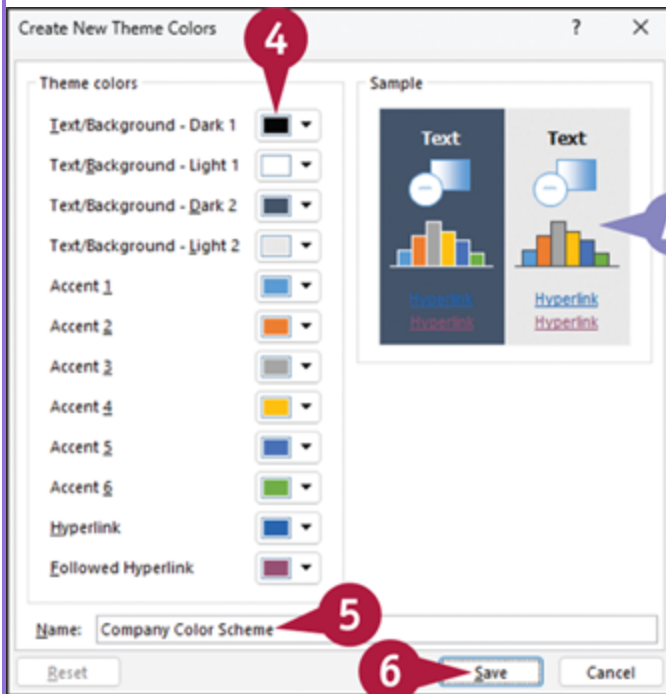 Create New Theme Colors ? ×
4
Theme colors
Sample
Text/Background - Dark 1
Text/Background - Light 1
Text/Background - Dark 2
Text/Background - Light 2
Accent 1
Accent 2
Accent 3
Accent 4
Accent 5
Accent 6
Hyperlink
Followed Hyperlink
Text Text
Hyperlink Hyperlink
Hyperlink Hyperlink
Name: Company Color Scheme
5
Reset
6
Save
Cancel